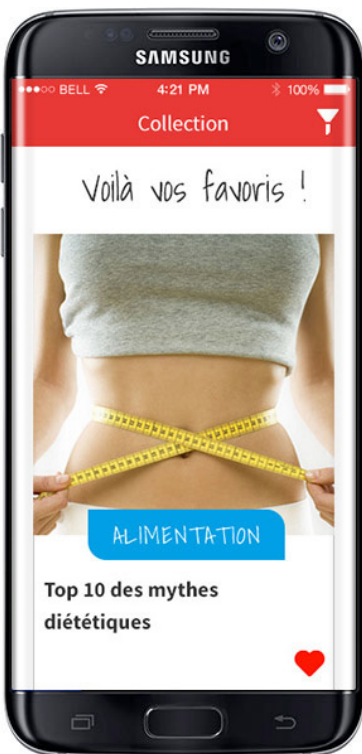 SAMSUNG
BELL 4:21 PM 100%
Collection
Voilà vos favoris !
ALIMENTATION
Top 10 des mythes
diététiques